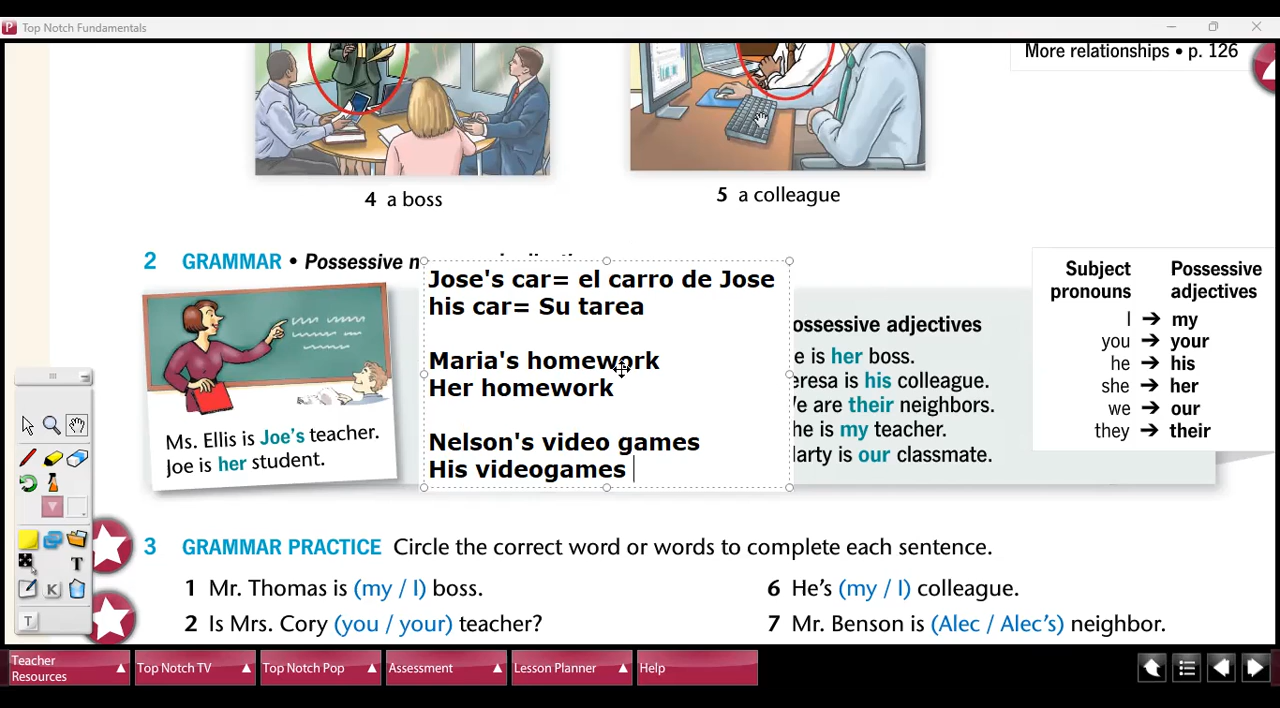 Top Notch Fundamentals
More relationships • p. 126
4 a boss
5 a colleague
2 GRAMMAR • Possessive
Jose's car= el carro de Jose
his car= Su tarea
Maria's homework
Her homework
Nelson's video games
His videogames
Ms. Ellis is Joe's teacher.
Joe is her student.
ossessive adjectives
e is her boss.
eresa is his colleague.
e are their neighbors.
he is my teacher.
arty is our classmate.
Subject pronouns
Possessive adjectives
I → my
you → your
he → his
she → her
we → our
they → their
3 GRAMMAR PRACTICE Circle the correct word or words to complete each sentence.
1 Mr. Thomas is (my / I) boss.
2 Is Mrs. Cory (you / your) teacher?
6 He's (my / I) colleague.
7 Mr. Benson is (Alec / Alec's) neighbor.
T
K
T
Teacher Resources
Top Notch TV
Top Notch Pop
Assessment
Lesson Planner
Help